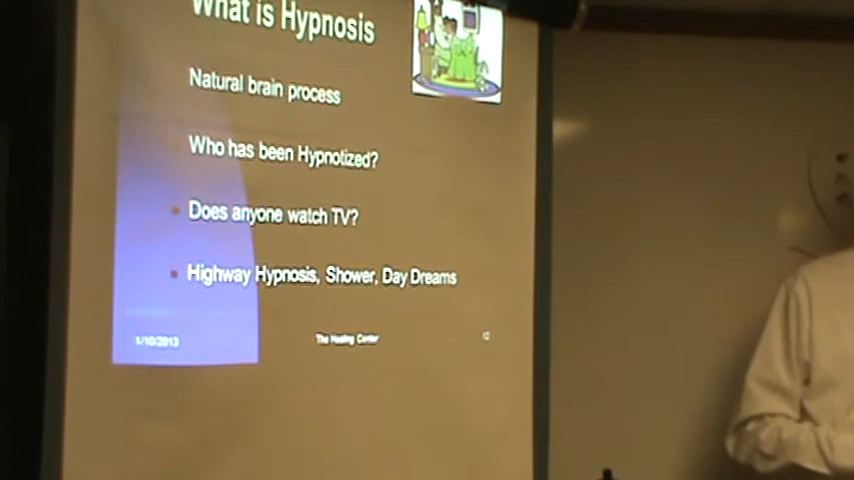 What is Hypnosis
Natural brain process
Who has been Hypnotized?
Does anyone watch TV?
Highway Hypnosis, Shower, Day Dreams
1/10/2013 The Healing Center 12